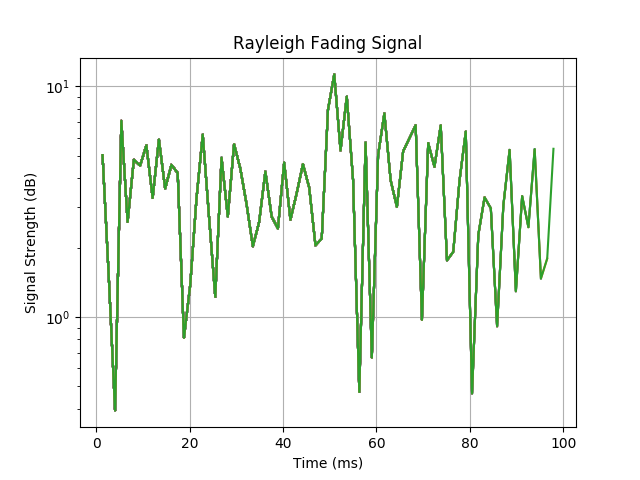 Rayleigh Fading Signal
Signal Strength (dB)
10¹
10⁰
0 20 40 60 80 100
Time (ms)